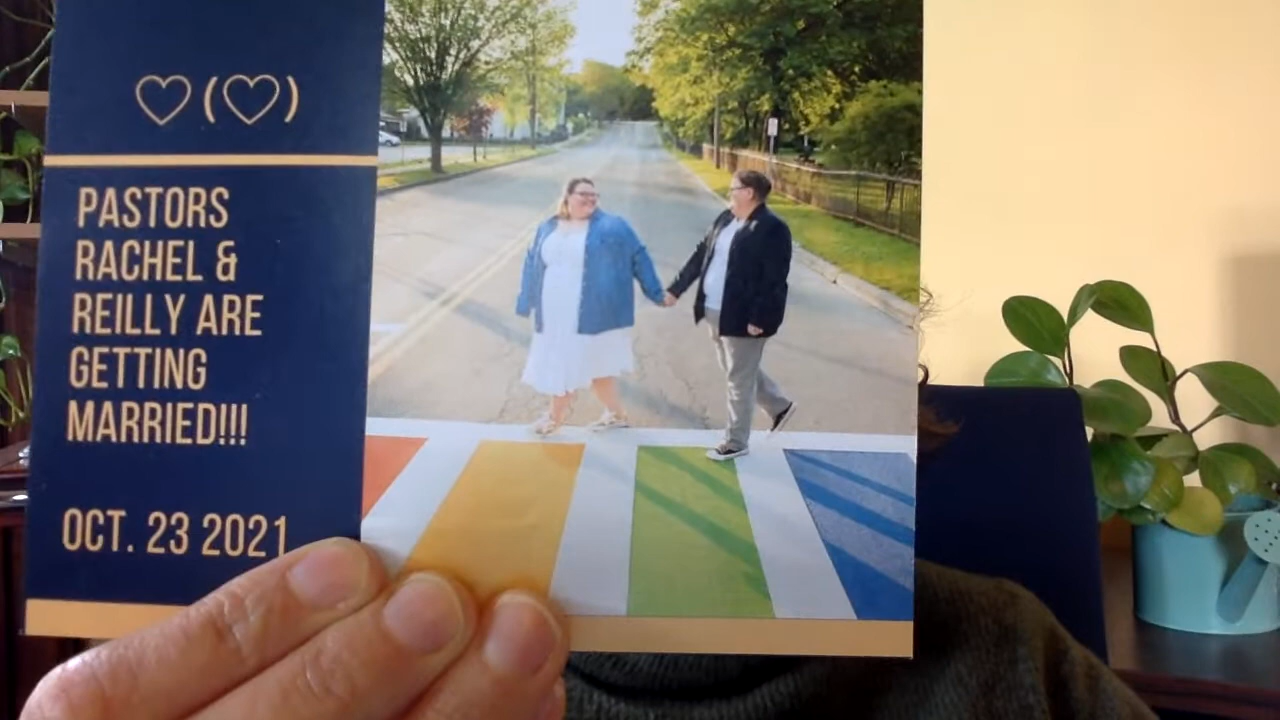 ♡(♡)
PASTORS
RACHEL &
REILLY ARE
GETTING
MARRIED!!!
OCT. 23 2021